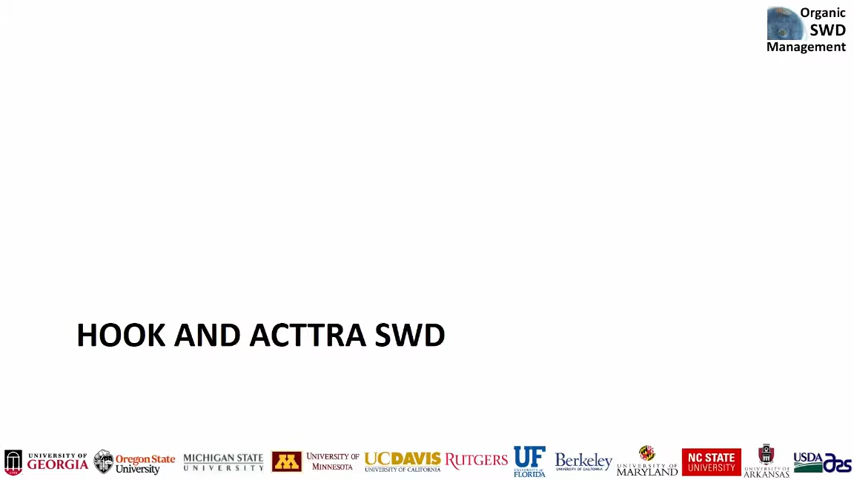 Organic
SWD
Management
HOOK AND ACTTRA SWD
UNIVERSITY OF
GEORGIA
Oregon State
University
MICHIGAN STATE
UNIVERSITY
M
UNIVERSITY OF
MINNESOTA
UCDAVIS
UNIVERSITY OF CALIFORNIA
RUTGERS
UF
UNIVERSITY of
FLORIDA
Berkeley
UNIVERSITY OF CALIFORNIA
UNIVERSITY OF
MARYLAND
NC STATE
UNIVERSITY
UNIVERSITY OF
ARKANSAS
USDA
ars